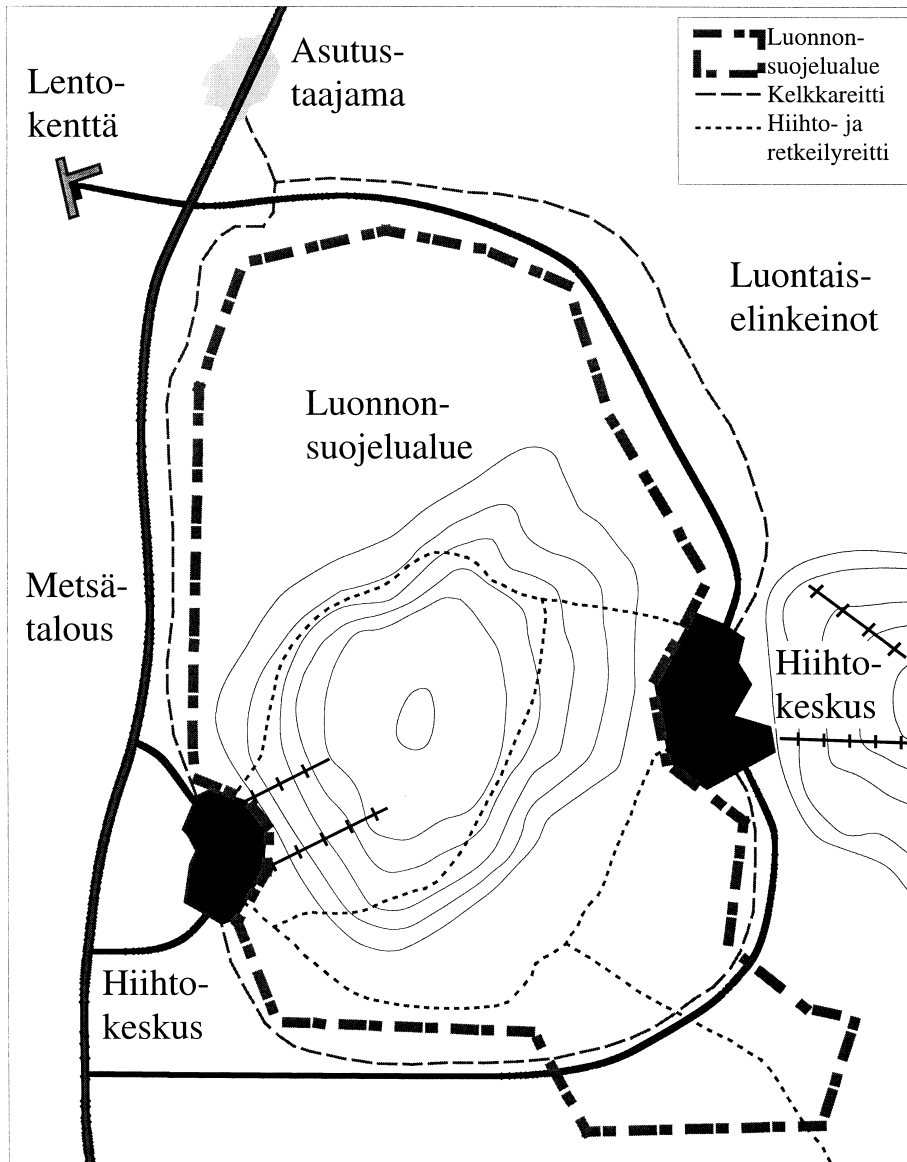 Asutus-
taajama
Lento-
kenttä
Luonnon-
suojelualue
Kelkkareitti
Hiihto- ja
retkeilyreitti
Luontais-
elinkeinot
Luonnon-
suojelualue
Metsä-
talous
Hiihto-
keskus
Hiihto-
keskus